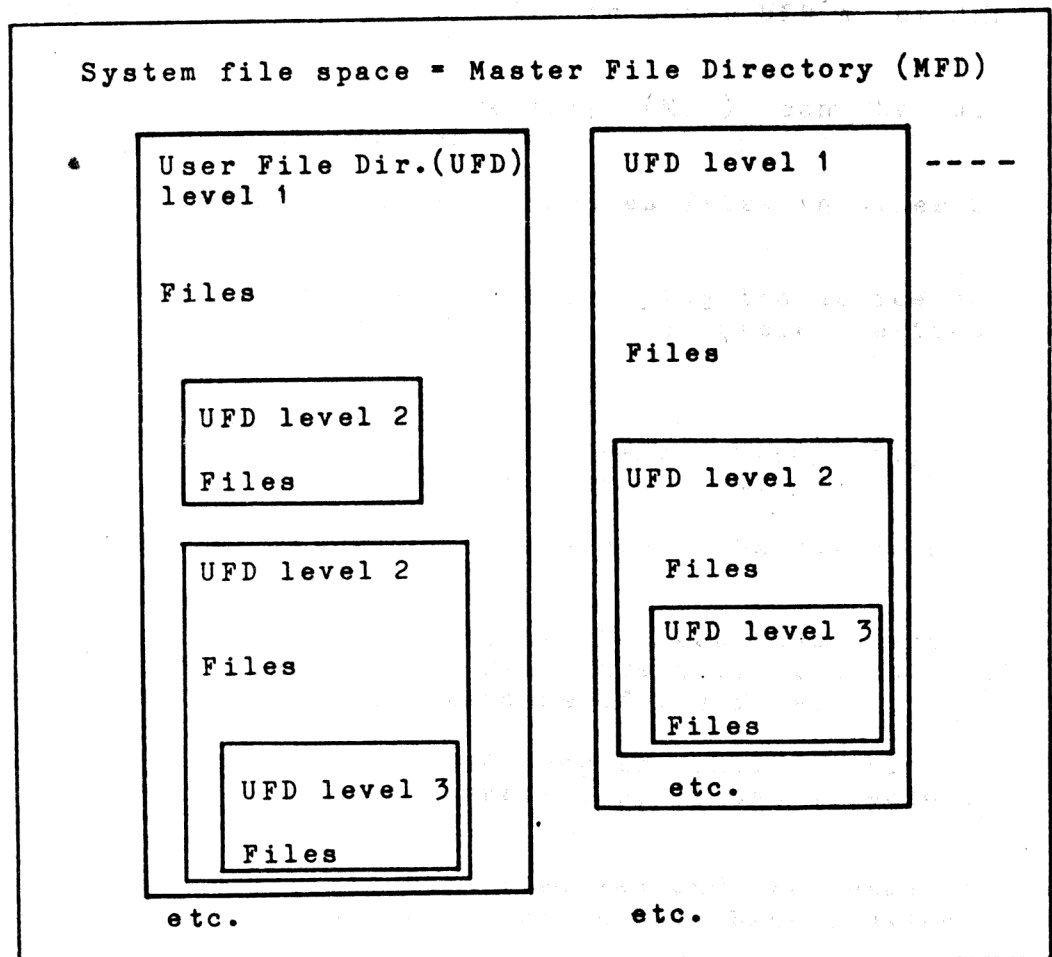 System file space = Master File Directory (MFD)
User File Dir.(UFD)
level 1
Files
UFD level 2
Files
UFD level 2
Files
UFD level 3
Files
etc.
UFD level 1
----
Files
UFD level 2
Files
UFD level 3
Files
etc.
etc.